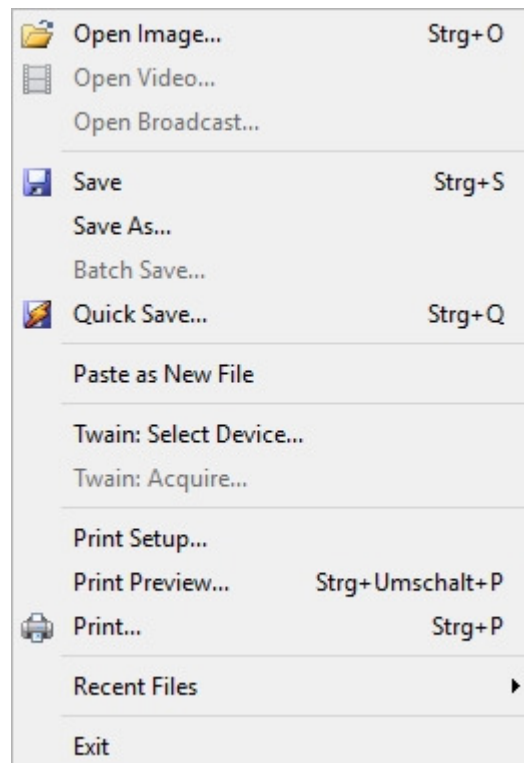 Open Image... Strg+O
Open Video...
Open Broadcast...
Save Strg+S
Save As...
Batch Save...
Quick Save... Strg+Q
Paste as New File
Twain: Select Device...
Twain: Acquire...
Print Setup...
Print Preview... Strg+Umschalt+P
Print... Strg+P
Recent Files
Exit